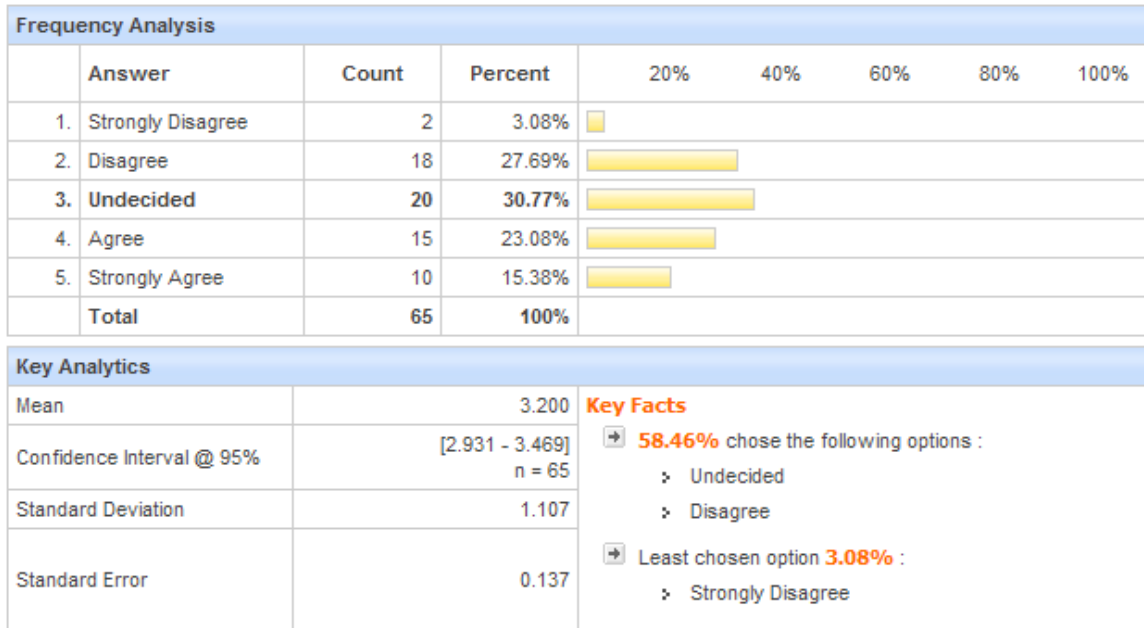 Frequency Analysis
Answer Count Percent 20% 40% 60% 80% 100%
1. Strongly Disagree 2 3.08%
2. Disagree 18 27.69%
3. Undecided 20 30.77%
4. Agree 15 23.08%
5. Strongly Agree 10 15.38%
Total 65 100%
Key Analytics
Mean 3.200
Confidence Interval @ 95% [2.931 - 3.469]
n = 65
Standard Deviation 1.107
Standard Error 0.137
Key Facts
58.46% chose the following options :
Undecided
Disagree
Least chosen option 3.08% :
Strongly Disagree